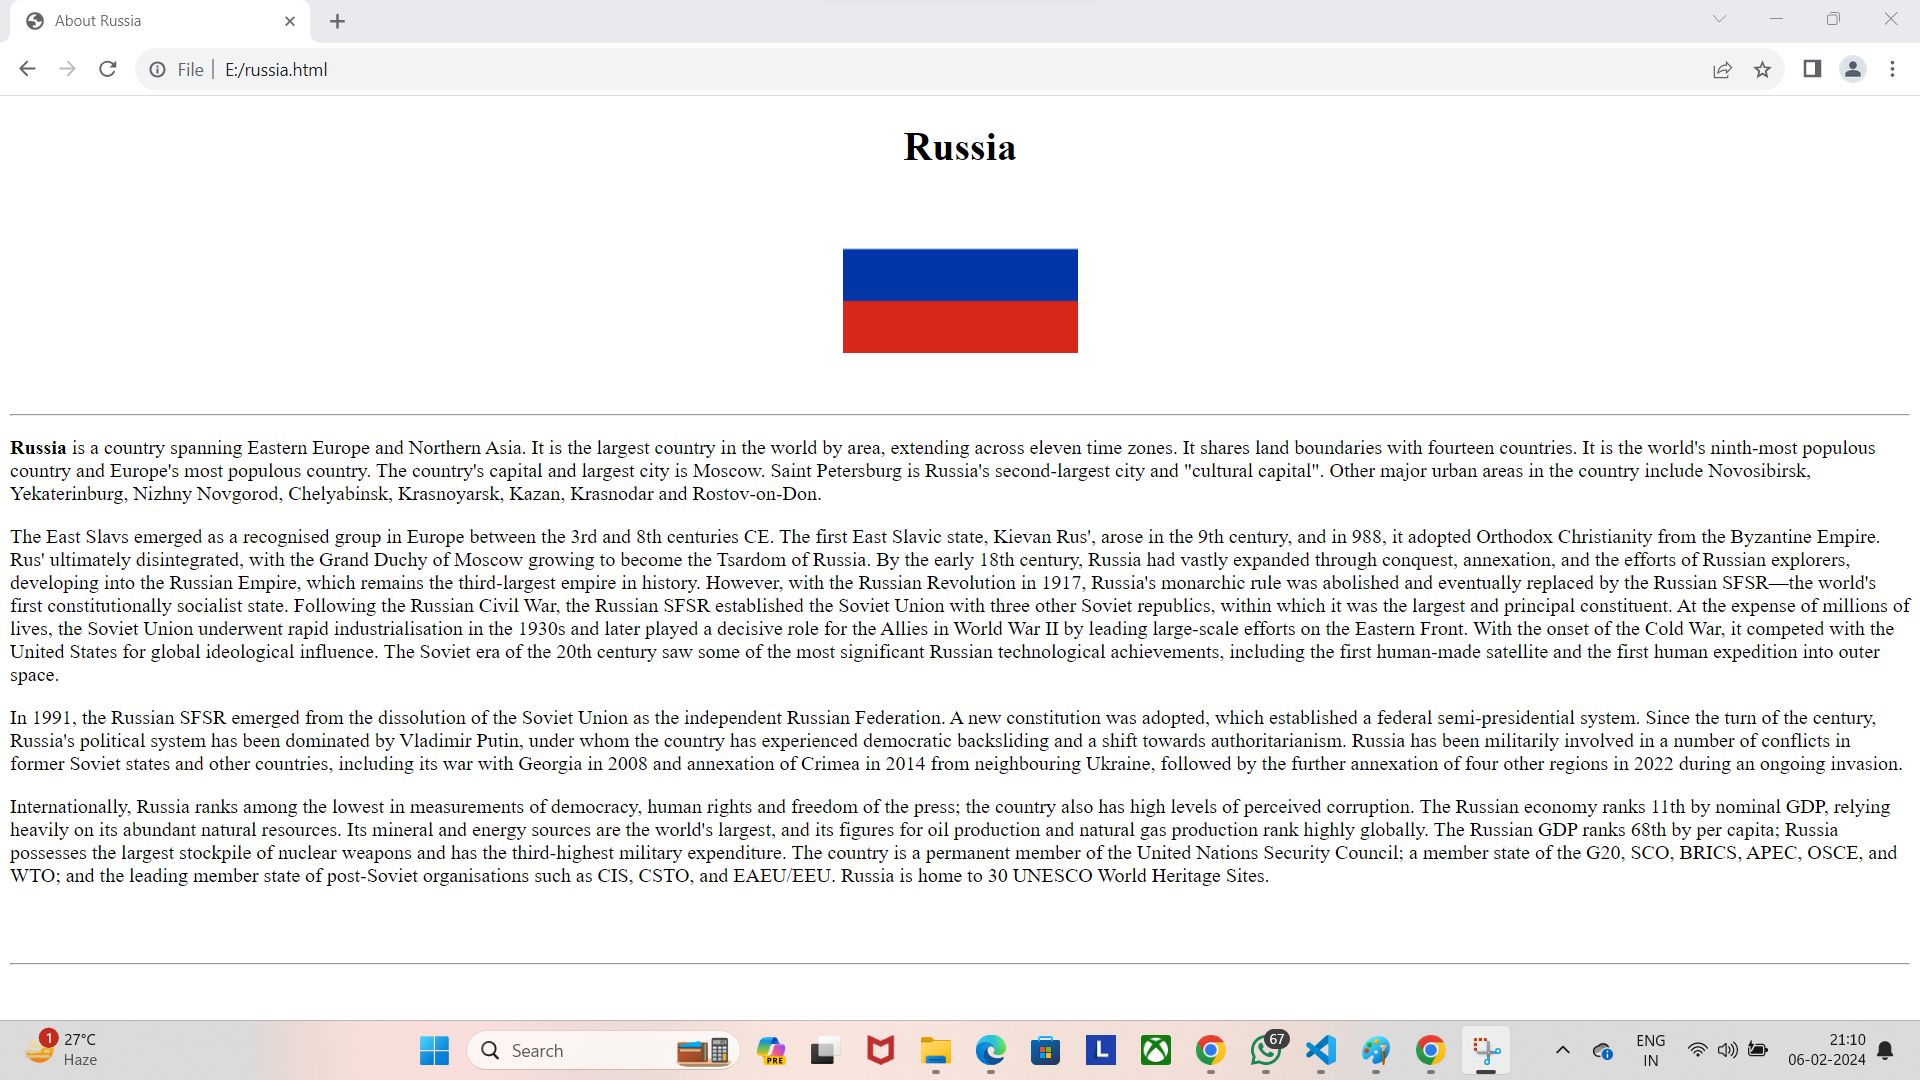 About Russia
File
E:/russia.html
Russia
Russia is a country spanning Eastern Europe and Northern Asia. It is the largest country in the world by area, extending across eleven time zones. It shares land boundaries with fourteen countries. It is the world's ninth-most populous
country and Europe's most populous country. The country's capital and largest city is Moscow. Saint Petersburg is Russia's second-largest city and "cultural capital". Other major urban areas in the country include Novosibirsk,
Yekaterinburg, Nizhny Novgorod, Chelyabinsk, Krasnoyarsk, Kazan, Krasnodar and Rostov-on-Don.
The East Slavs emerged as a recognised group in Europe between the 3rd and 8th centuries CE. The first East Slavic state, Kievan Rus', arose in the 9th century, and in 988, it adopted Orthodox Christianity from the Byzantine Empire.
Rus' ultimately disintegrated, with the Grand Duchy of Moscow growing to become the Tsardom of Russia. By the early 18th century, Russia had vastly expanded through conquest, annexation, and the efforts of Russian explorers,
developing into the Russian Empire, which remains the third-largest empire in history. However, with the Russian Revolution in 1917, Russia's monarchic rule was abolished and eventually replaced by the Russian SFSR—the world's
first constitutionally socialist state. Following the Russian Civil War, the Russian SFSR established the Soviet Union with three other Soviet republics, within which it was the largest and principal constituent. At the expense of millions of
lives, the Soviet Union underwent rapid industrialisation in the 1930s and later played a decisive role for the Allies in World War II by leading large-scale efforts on the Eastern Front. With the onset of the Cold War, it competed with the
United States for global ideological influence. The Soviet era of the 20th century saw some of the most significant Russian technological achievements, including the first human-made satellite and the first human expedition into outer
space.
In 1991, the Russian SFSR emerged from the dissolution of the Soviet Union as the independent Russian Federation. A new constitution was adopted, which established a federal semi-presidential system. Since the turn of the century,
Russia's political system has been dominated by Vladimir Putin, under whom the country has experienced democratic backsliding and a shift towards authoritarianism. Russia has been militarily involved in a number of conflicts in
former Soviet states and other countries, including its war with Georgia in 2008 and annexation of Crimea in 2014 from neighbouring Ukraine, followed by the further annexation of four other regions in 2022 during an ongoing invasion.
Internationally, Russia ranks among the lowest in measurements of democracy, human rights and freedom of the press; the country also has high levels of perceived corruption. The Russian economy ranks 11th by nominal GDP, relying
heavily on its abundant natural resources. Its mineral and energy sources are the world's largest, and its figures for oil production and natural gas production rank highly globally. The Russian GDP ranks 68th by per capita; Russia
possesses the largest stockpile of nuclear weapons and has the third-highest military expenditure. The country is a permanent member of the United Nations Security Council; a member state of the G20, SCO, BRICS, APEC, OSCE, and
WTO; and the leading member state of post-Soviet organisations such as CIS, CSTO, and EAEU/EEU. Russia is home to 30 UNESCO World Heritage Sites.
1
27°C
Haze
Search
PRE
L
67
ENG
IN
21:10
06-02-2024